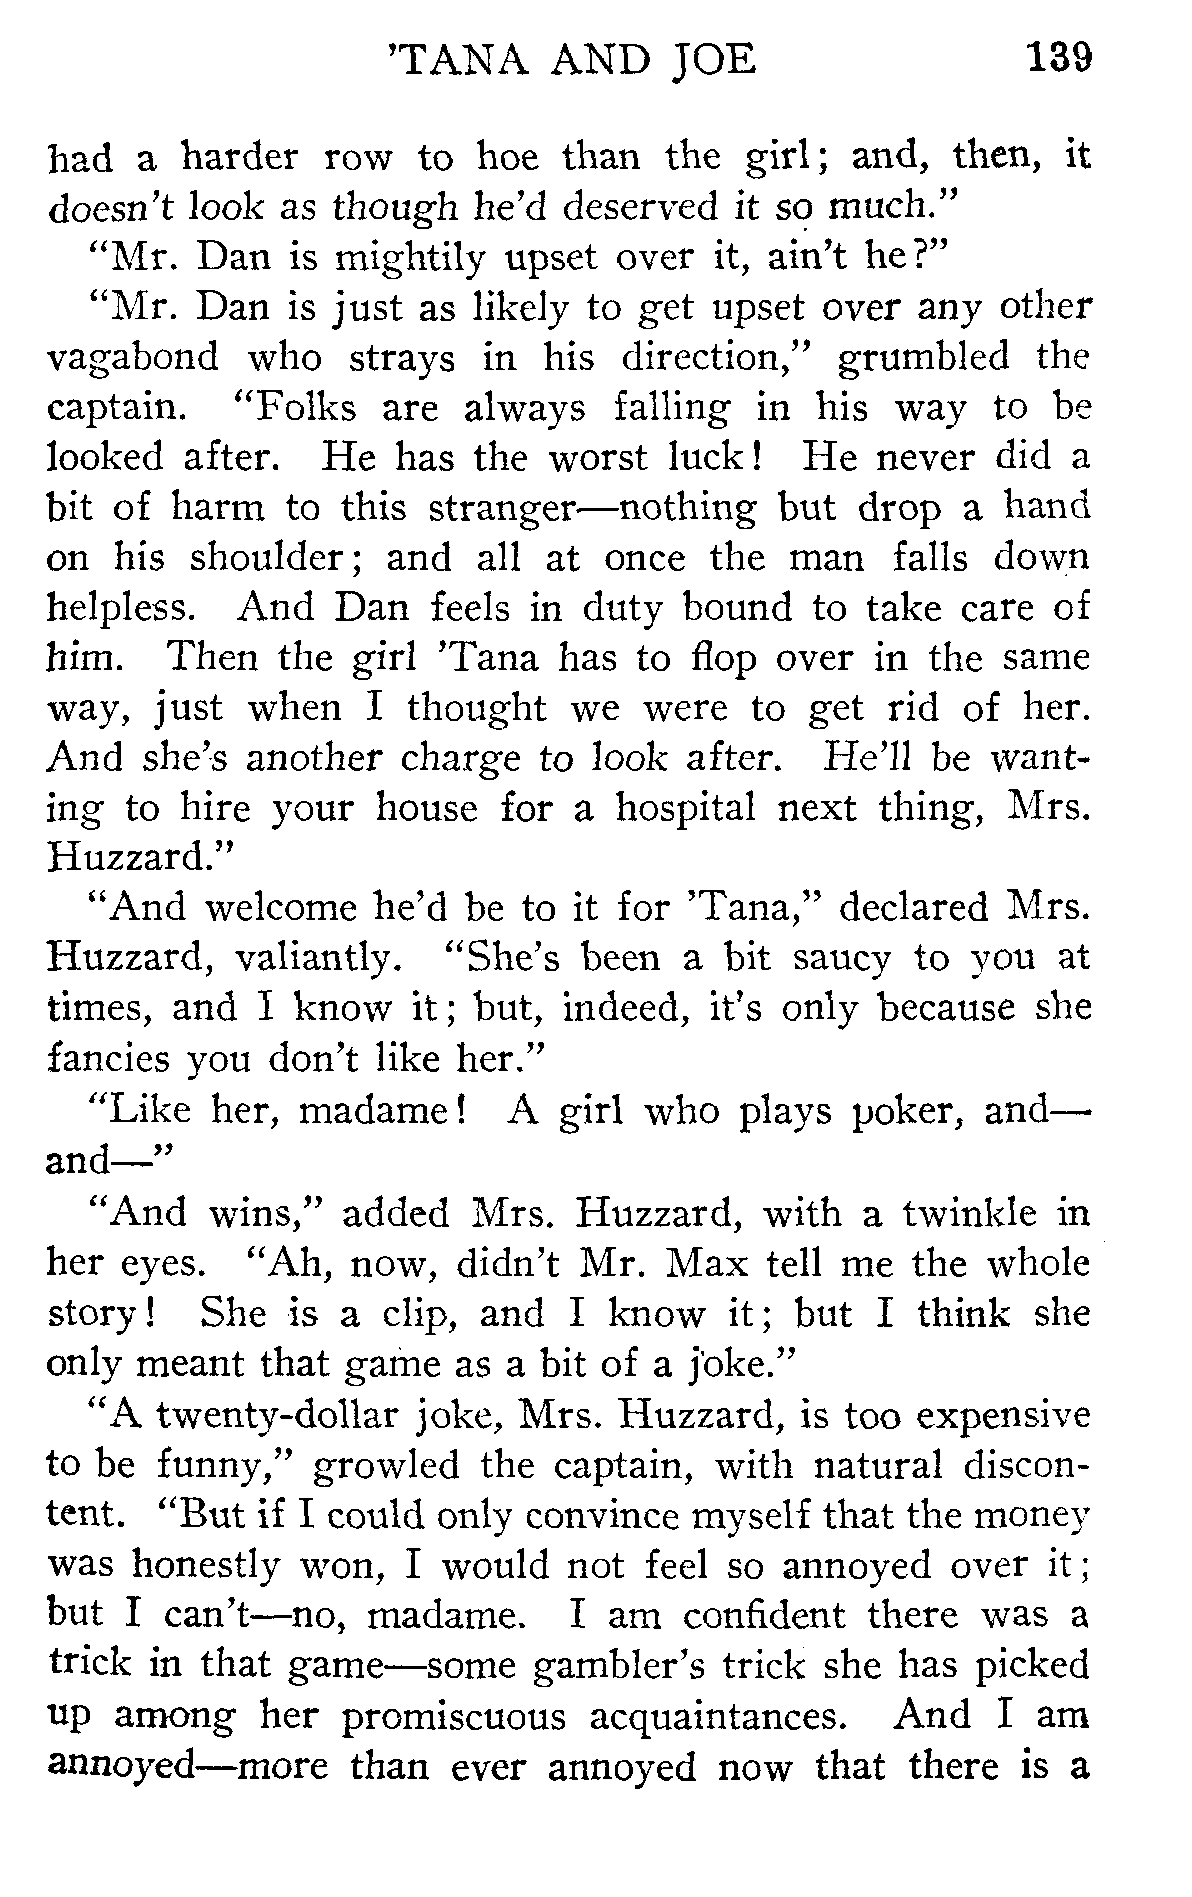 'TANA AND JOE 139
had a harder row to hoe than the girl; and, then, it
doesn't look as though he'd deserved it so much."
"Mr. Dan is mightily upset over it, ain't he?"
"Mr. Dan is just as likely to get upset over any other
vagabond who strays in his direction," grumbled the
captain. "Folks are always falling in his way to be
looked after. He has the worst luck! He never did a
bit of harm to this stranger—nothing but drop a hand
on his shoulder; and all at once the man falls down
helpless. And Dan feels in duty bound to take care of
him. Then the girl 'Tana has to flop over in the same
way, just when I thought we were to get rid of her.
And she's another charge to look after. He'll be want-
ing to hire your house for a hospital next thing, Mrs.
Huzzard."
"And welcome he'd be to it for 'Tana," declared Mrs.
Huzzard, valiantly. "She's been a bit saucy to you at
times, and I know it; but, indeed, it's only because she
fancies you don't like her."
"Like her, madame! A girl who plays poker, and—
and—"
"And wins," added Mrs. Huzzard, with a twinkle in
her eyes. "Ah, now, didn't Mr. Max tell me the whole
story! She is a clip, and I know it; but I think she
only meant that game as a bit of a joke."
"A twenty-dollar joke, Mrs. Huzzard, is too expensive
to be funny," growled the captain, with natural discon-
tent. "But if I could only convince myself that the money
was honestly won, I would not feel so annoyed over it;
but I can't—no, madame. I am confident there was a
trick in that game—some gambler's trick she has picked
up among her promiscuous acquaintances. And I am
annoyed—more than ever annoyed now that there is a